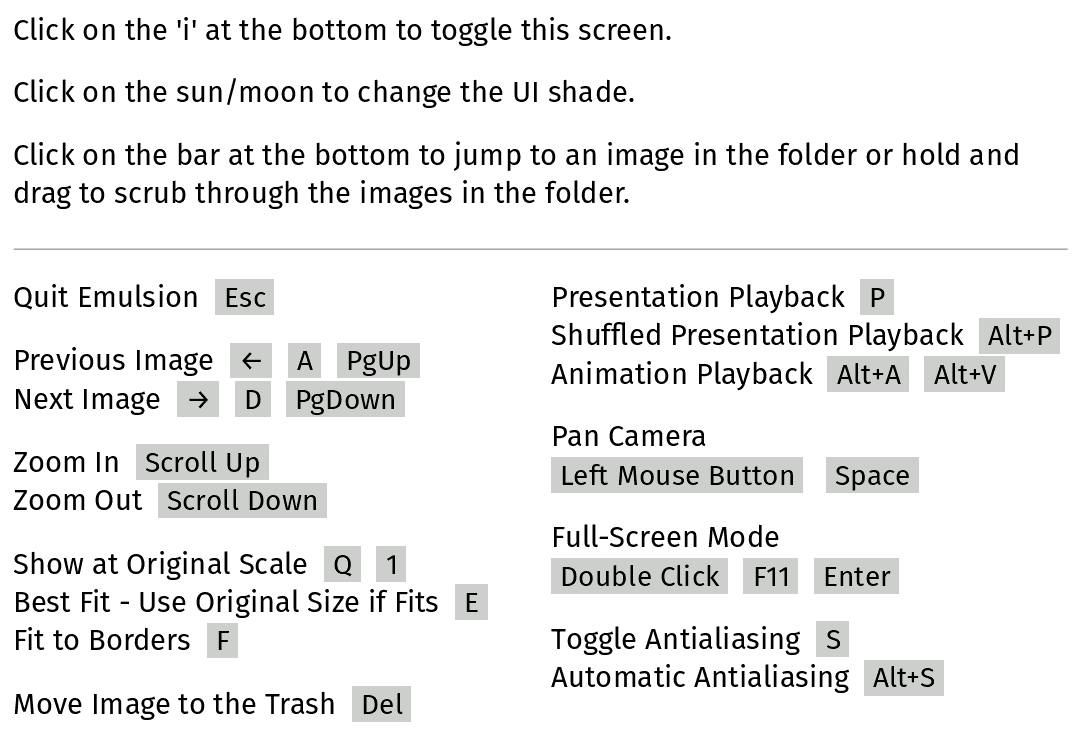 Click on the 'i' at the bottom to toggle this screen.
Click on the sun/moon to change the UI shade.
Click on the bar at the bottom to jump to an image in the folder or hold and
drag to scrub through the images in the folder.
Quit Emulsion Esc
Previous Image ← A PgUp
Next Image → D PgDown
Zoom In Scroll Up
Zoom Out Scroll Down
Show at Original Scale Q 1
Best Fit - Use Original Size if Fits E
Fit to Borders F
Move Image to the Trash Del
Presentation Playback P
Shuffled Presentation Playback Alt+P
Animation Playback Alt+A Alt+V
Pan Camera
Left Mouse Button Space
Full-Screen Mode
Double Click F11 Enter
Toggle Antialiasing S
Automatic Antialiasing Alt+S